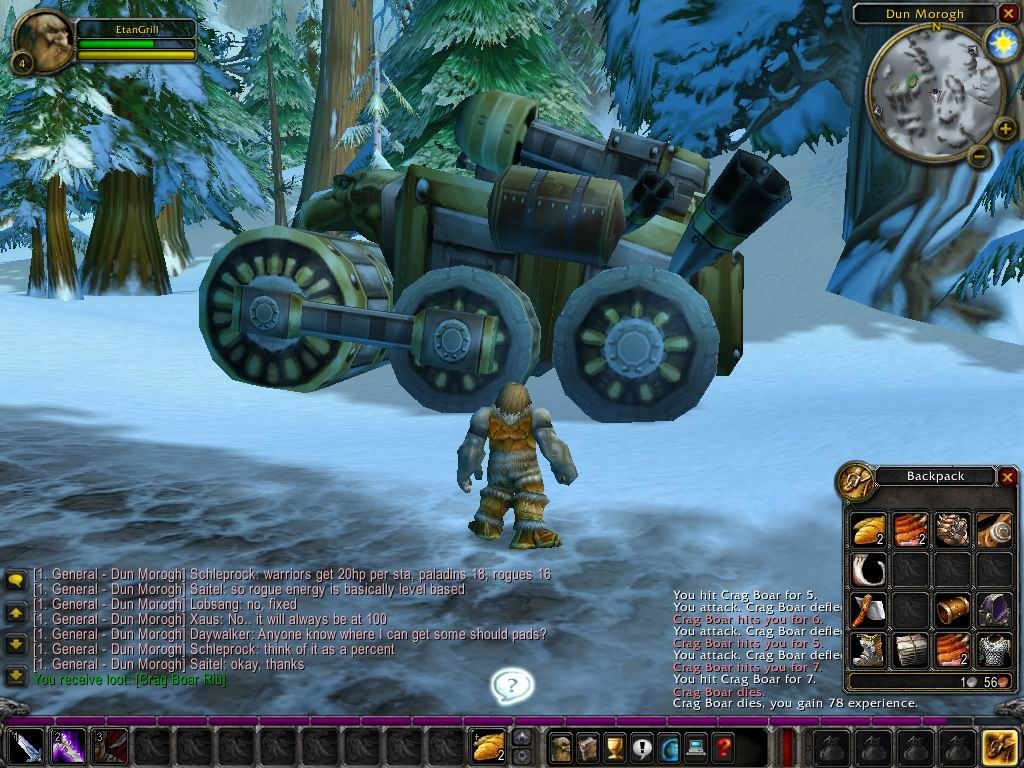 EtanGrill
4
Dun Morogh
N
Backpack
2
2
2
1 56
[1. General - Dun Morogh] Schleprock: warriors get 20hp per sta, paladins 18, rogues 16
[1. General - Dun Morogh] Saitel: so rogue energy is basically level based
[1. General - Dun Morogh] Lobsang: no, fixed
[1. General - Dun Morogh] Xaus: No.. it will always be at 100
[1. General - Dun Morogh] Daywalker: Anyone know where I can get some should pads?
[1. General - Dun Morogh] Schleprock: think of it as a percent
[1. General - Dun Morogh] Saitel: okay, thanks
You receive loot: [Crag Boar Rib]
You hit Crag Boar for 5.
You attack. Crag Boar defle
Crag Boar hits you for 6.
You attack. Crag Boar defle
Crag Boar hits you for 5.
You attack. Crag Boar defle
Crag Boar hits you for 7.
You hit Crag Boar for 7.
Crag Boar dies.
Crag Boar dies, you gain 78 experience.
?
2
3
2
?